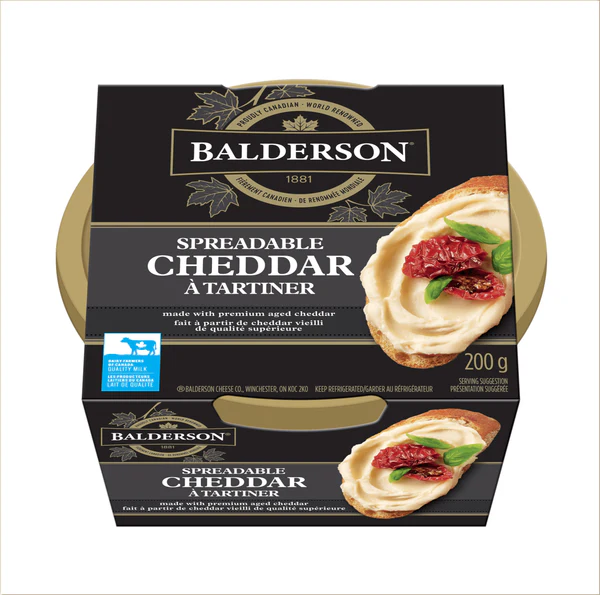 PROUDLY CANADIAN · WORLD RENOWNED
BALDERSON®
1881
FIÈREMENT CANADIEN · DE RENOMMÉE MONDIALE
SPREADABLE
CHEDDAR
À TARTINER
made with premium aged cheddar
fait à partir de cheddar vieilli
de qualité supérieure
DAIRY FARMERS
OF CANADA
QUALITY MILK
LES PRODUCTEURS
LAITIERS DU CANADA
LAIT DE QUALITÉ
200 g
SERVING SUGGESTION
PRÉSENTATION SUGGÉRÉE
® BALDERSON CHEESE CO., WINCHESTER, ON K0C 2K0 KEEP REFRIGERATED/GARDER AU RÉFRIGÉRATEUR
BALDERSON®
SPREADABLE
CHEDDAR
À TARTINER
made with premium aged cheddar
fait à partir de cheddar vieilli de qualité supérieure